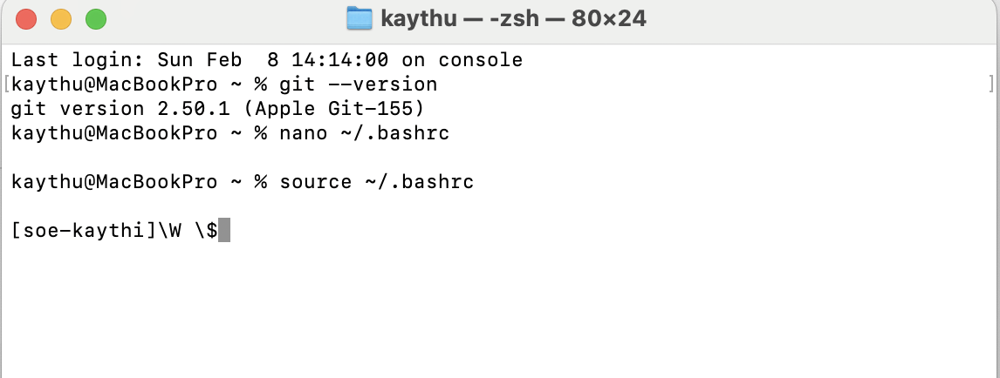 kaythu — -zsh — 80×24
Last login: Sun Feb  8 14:14:00 on console
[kaythu@MacBookPro ~ % git --version]
git version 2.50.1 (Apple Git-155)
kaythu@MacBookPro ~ % nano ~/.bashrc
kaythu@MacBookPro ~ % source ~/.bashrc
[soe-kaythi]\W \$